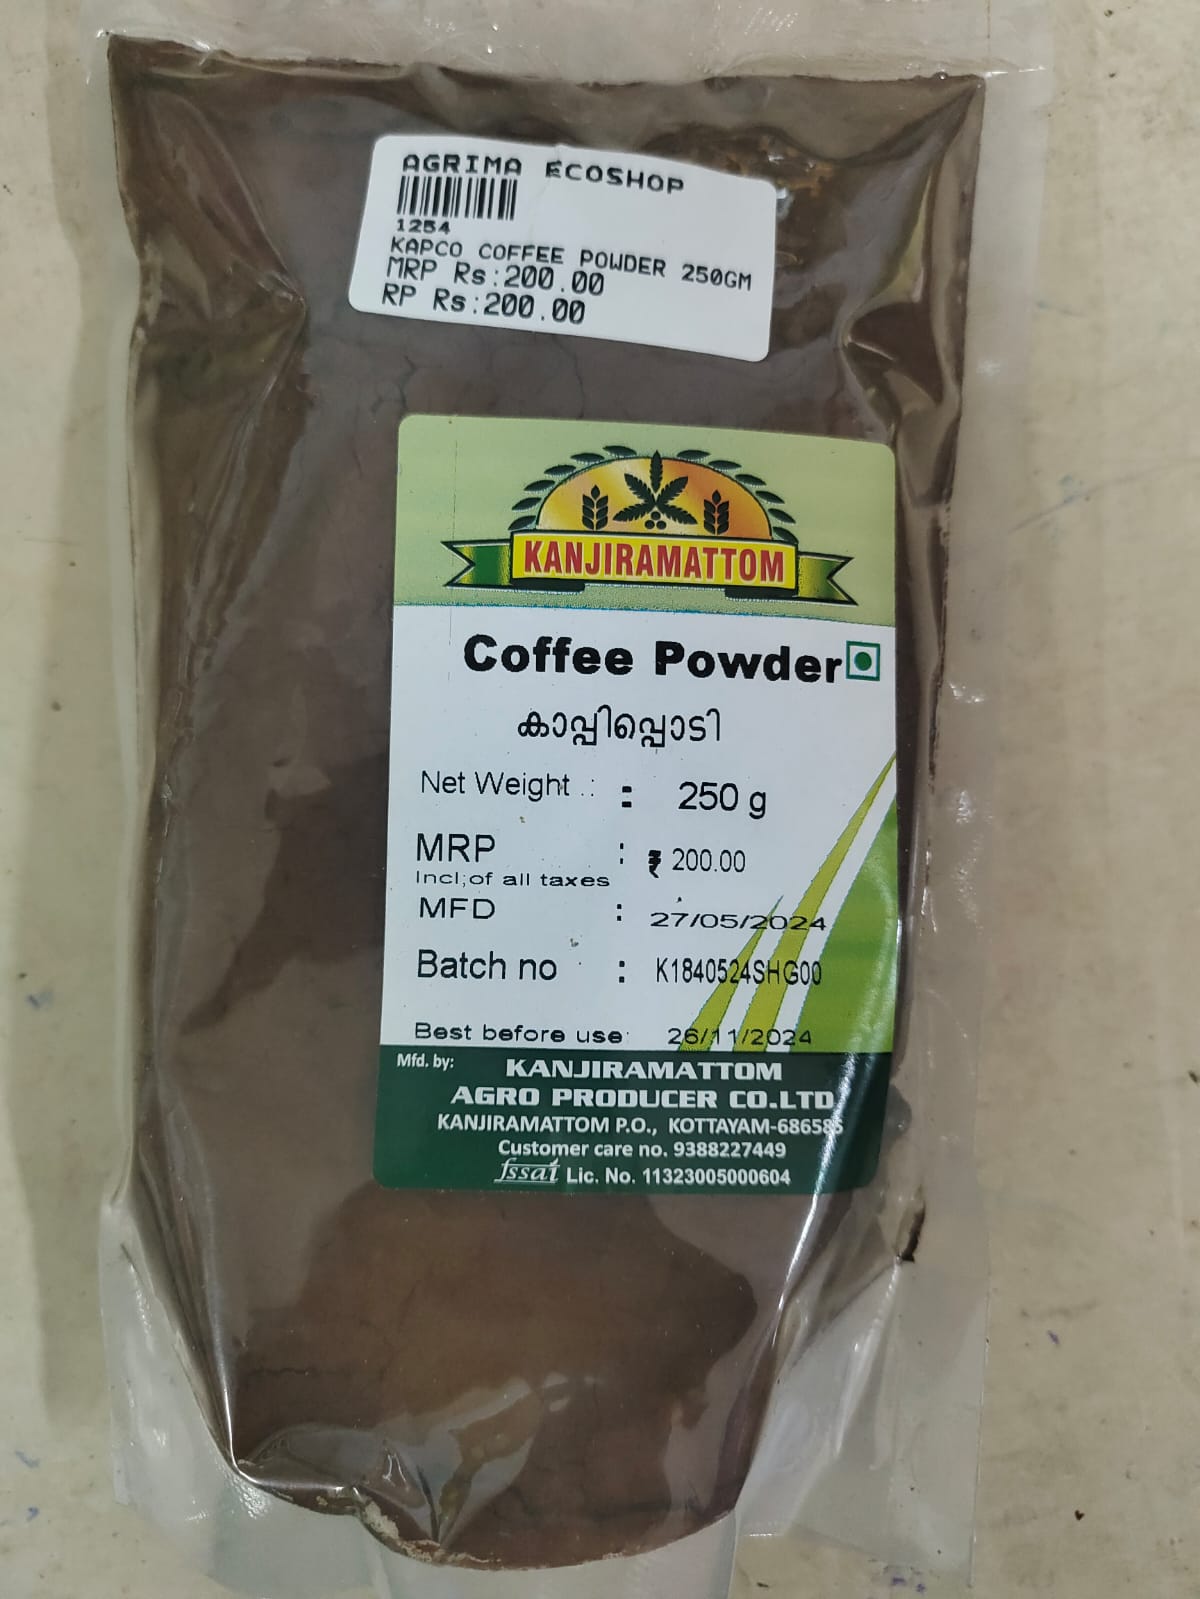 AGRIMA ECOSHOP
1254
KAPCO COFFEE POWDER 250GM
MRP Rs:200.00
RP Rs:200.00
KANJIRAMATTOM
Coffee Powder
കാപ്പിപ്പൊടി
Net Weight .: : 250 g
MRP : ₹ 200.00
Incl;of all taxes
MFD : 27/05/2024
Batch no : K1840524SHG00
Best before use: 26/11/2024
Mfd. by: KANJIRAMATTOM
AGRO PRODUCER CO.LTD
KANJIRAMATTOM P.O., KOTTAYAM-686585
Customer care no. 9388227449
fssai Lic. No. 11323005000604